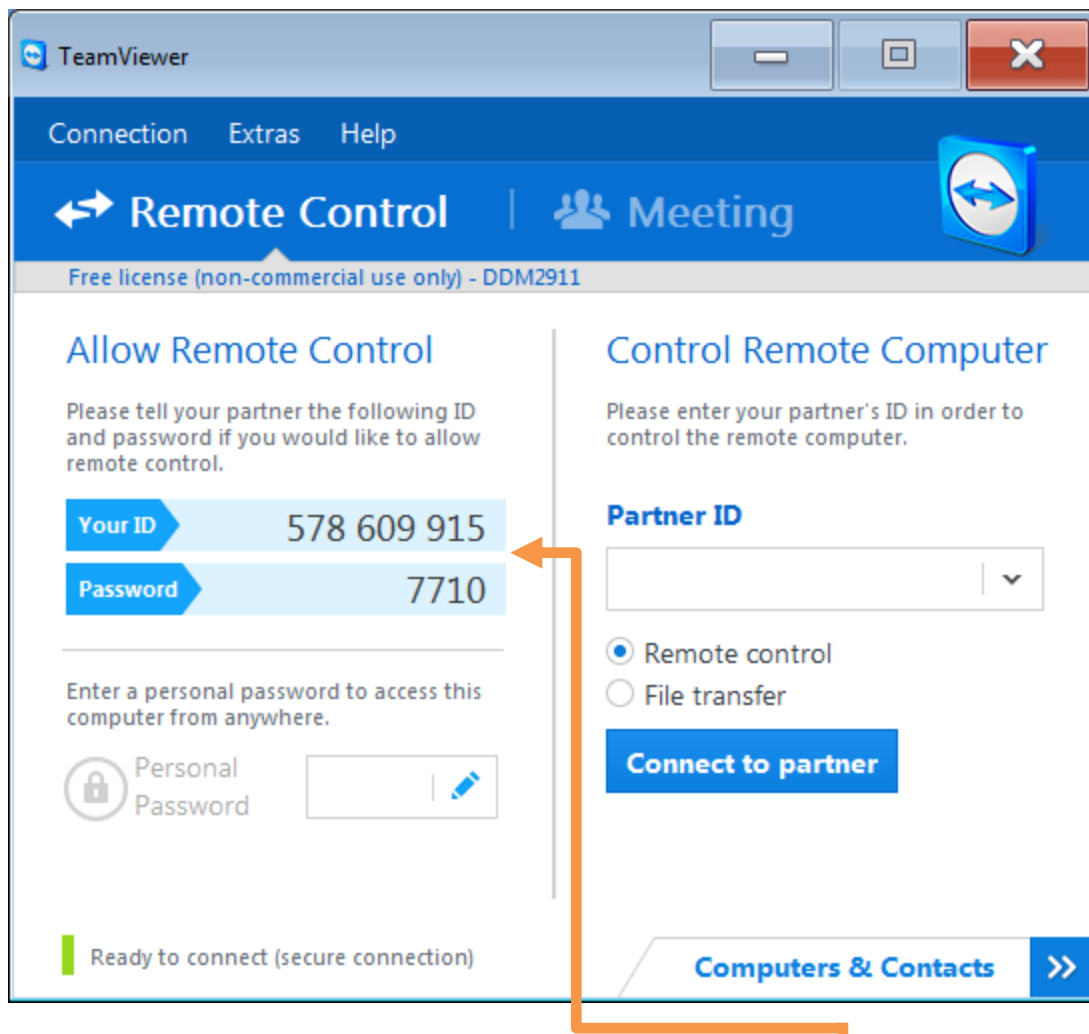 TeamViewer
Connection Extras Help
Remote Control Meeting
Free license (non-commercial use only) - DDM2911
Allow Remote Control
Please tell your partner the following ID
and password if you would like to allow
remote control.
Your ID 578 609 915
Password 7710
Enter a personal password to access this
computer from anywhere.
Personal
Password
Ready to connect (secure connection)
Control Remote Computer
Please enter your partner's ID in order to
control the remote computer.
Partner ID
Remote control
File transfer
Connect to partner
Computers & Contacts